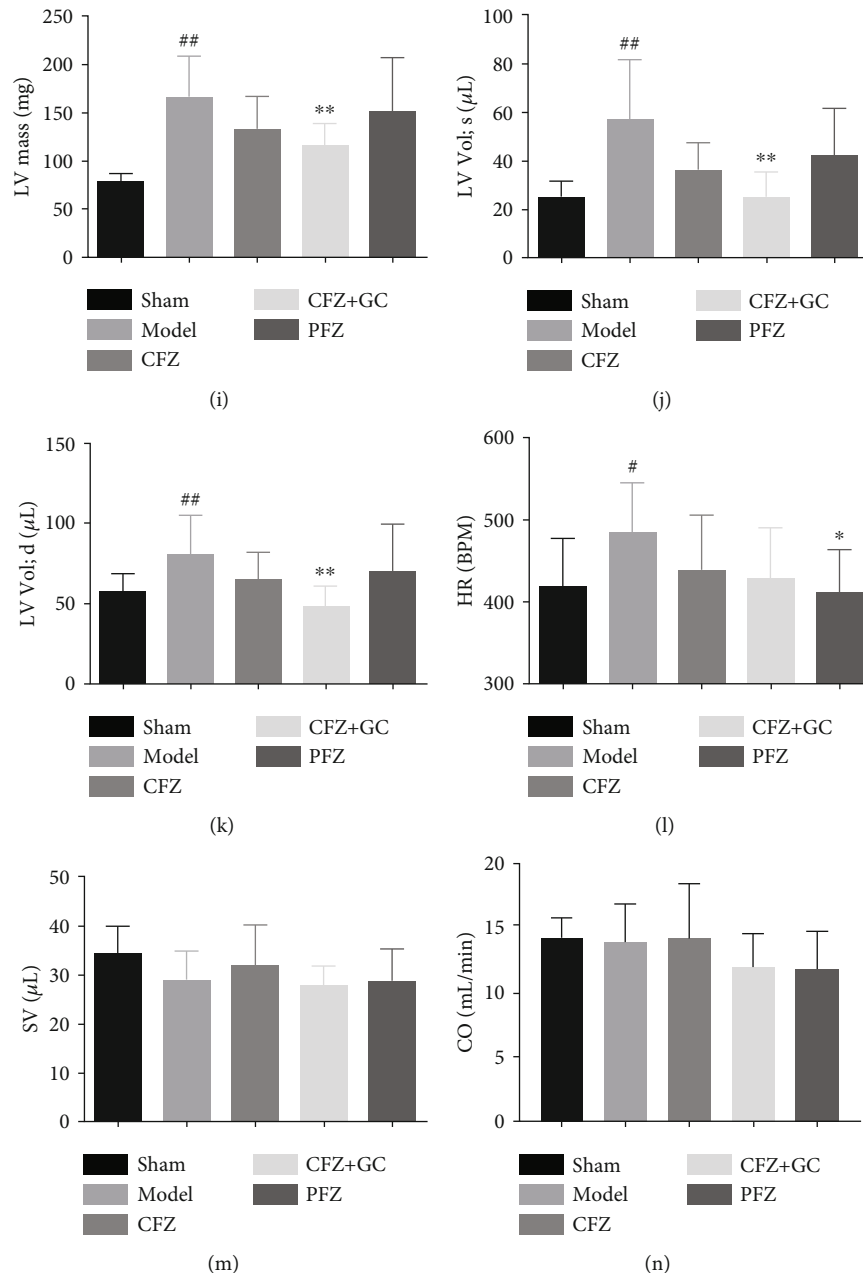 250
200
150
100
50
0
LV mass (mg)
##
**
Sham
Model
CFZ
CFZ+GC
PFZ
(i)
100
80
60
40
20
0
LV Vol; s (μL)
##
**
Sham
Model
CFZ
CFZ+GC
PFZ
(j)
150
100
50
0
LV Vol; d (μL)
##
**
Sham
Model
CFZ
CFZ+GC
PFZ
(k)
600
500
400
300
HR (BPM)
#
*
Sham
Model
CFZ
CFZ+GC
PFZ
(l)
50
40
30
20
10
0
SV (μL)
Sham
Model
CFZ
CFZ+GC
PFZ
(m)
20
15
10
5
0
CO (mL/min)
Sham
Model
CFZ
CFZ+GC
PFZ
(n)